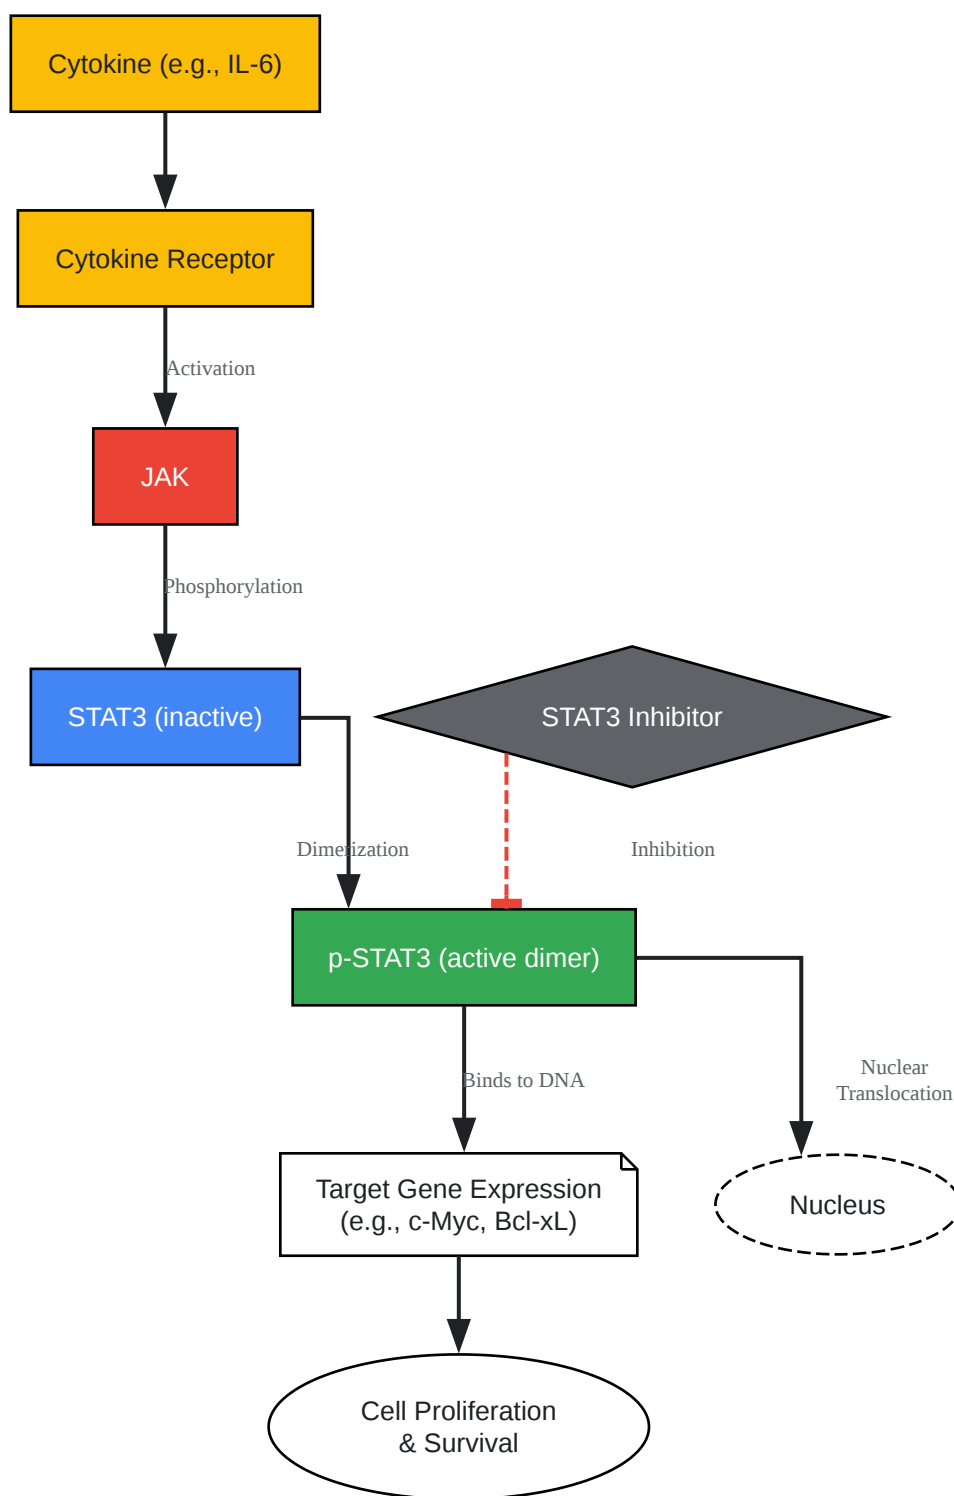 Cytokine (e.g., IL-6)
Cytokine Receptor
Activation
JAK
Phosphorylation
STAT3 (inactive)
STAT3 Inhibitor
Dimerization
Inhibition
p-STAT3 (active dimer)
Binds to DNA
Nuclear
Translocation
Target Gene Expression
(e.g., c-Myc, Bcl-xL)
Nucleus
Cell Proliferation
& Survival